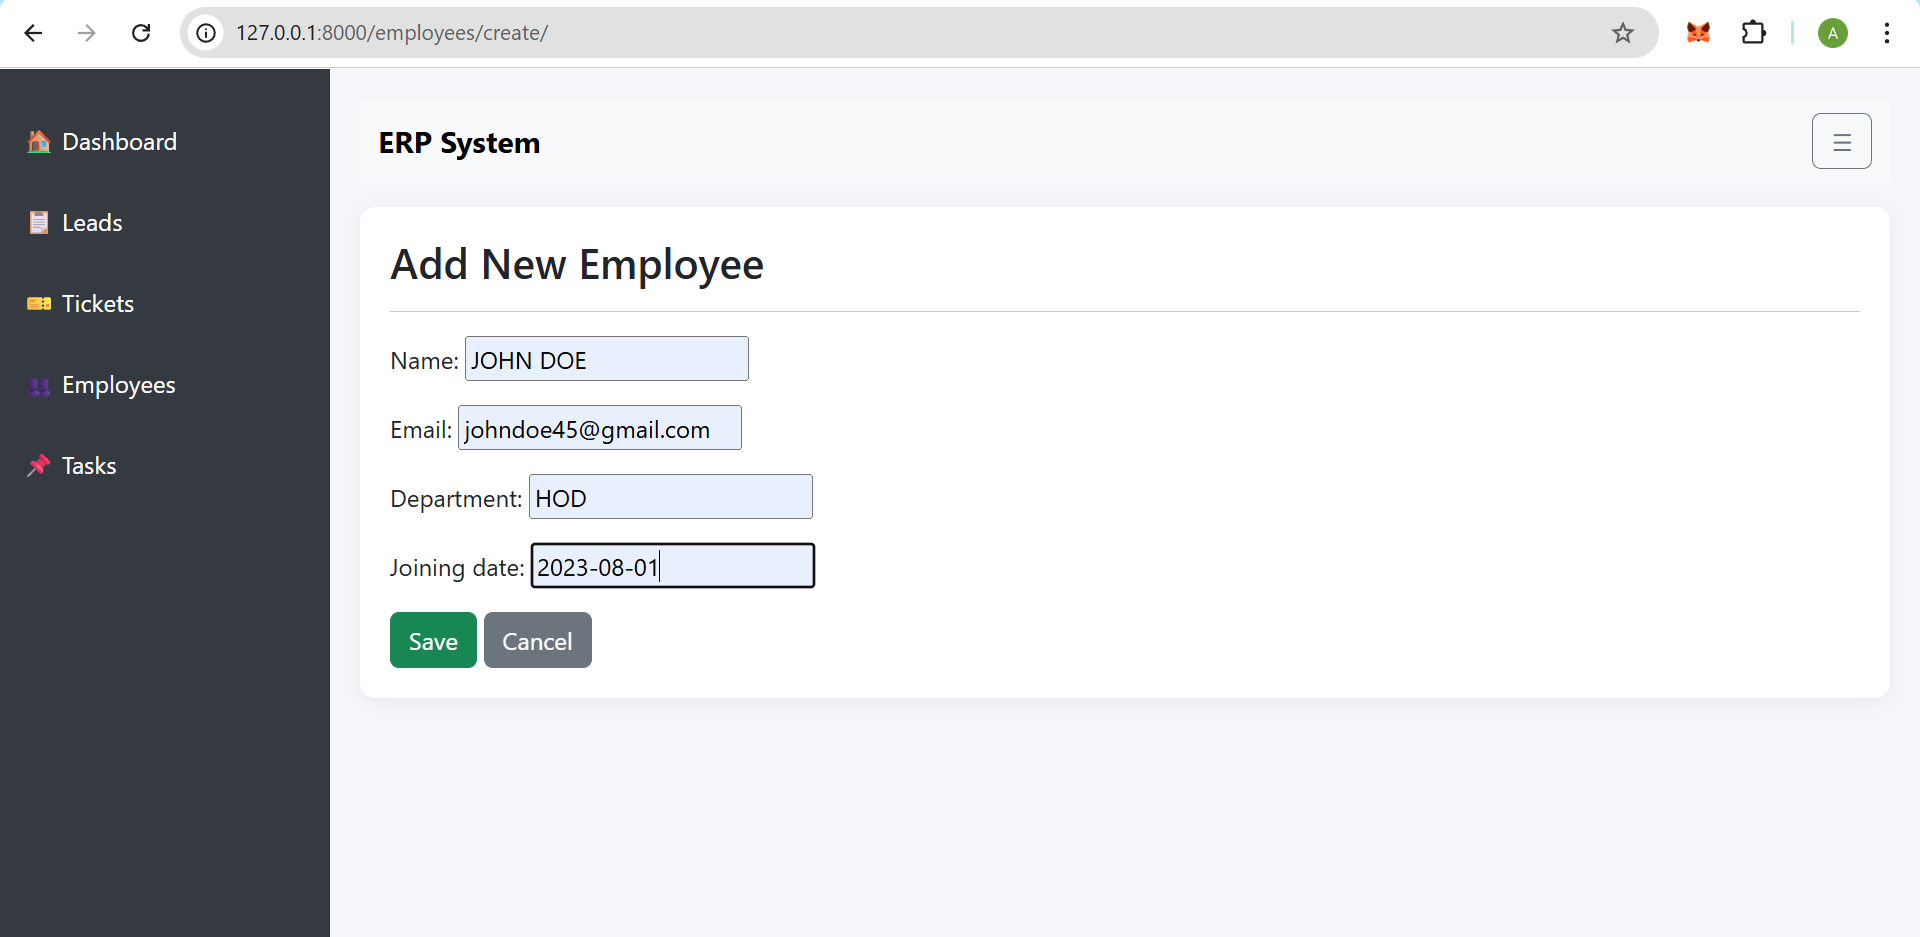 127.0.0.1:8000/employees/create/
A
Dashboard
Leads
Tickets
Employees
Tasks
ERP System
☰
Add New Employee
Name: JOHN DOE
Email: johndoe45@gmail.com
Department: HOD
Joining date: 2023-08-01
Save Cancel